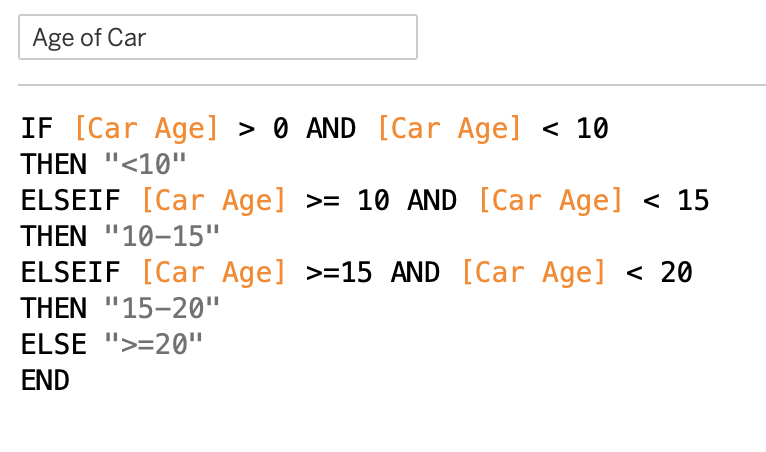 Age of Car
IF [Car Age] > 0 AND [Car Age] < 10
THEN "<10"
ELSEIF [Car Age] >= 10 AND [Car Age] < 15
THEN "10–15"
ELSEIF [Car Age] >=15 AND [Car Age] < 20
THEN "15–20"
ELSE ">=20"
END